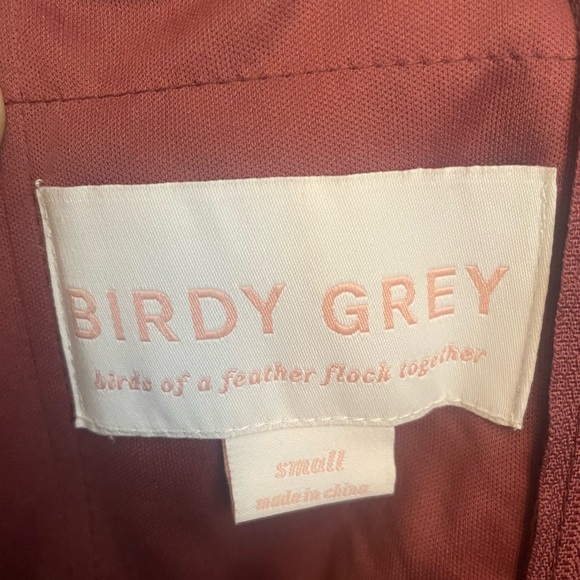 BIRDY GREY
birds of a feather flock together
small
made in china